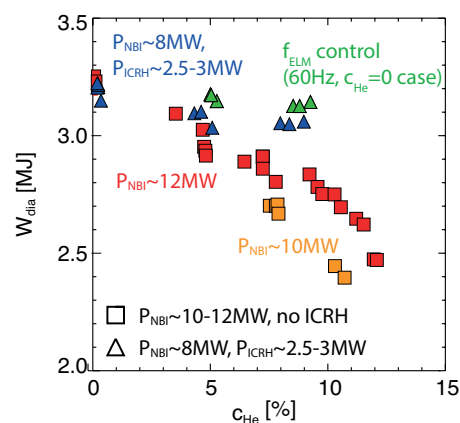 3.5
P_NBI~8MW,
P_ICRH~2.5-3MW
f_ELM control
(60Hz, c_He=0 case)
3.0
W_dia [MJ]
P_NBI~12MW
P_NBI~10MW
2.5
P_NBI~10-12MW, no ICRH
P_NBI~8MW, P_ICRH~2.5-3MW
2.0
0 5 10 15
c_He [%]